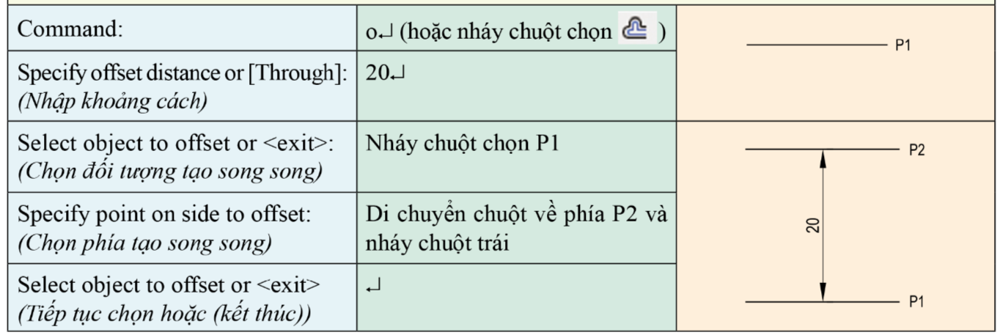 Command:
o↵ (hoặc nháy chuột chọn )
P1
Specify offset distance or [Through]:
(Nhập khoảng cách)
20↵
Select object to offset or <exit>:
(Chọn đối tượng tạo song song)
Nháy chuột chọn P1
P2
20
P1
Specify point on side to offset:
(Chọn phía tạo song song)
Di chuyển chuột về phía P2 và
nháy chuột trái
Select object to offset or <exit>
(Tiếp tục chọn hoặc (kết thúc))
↵